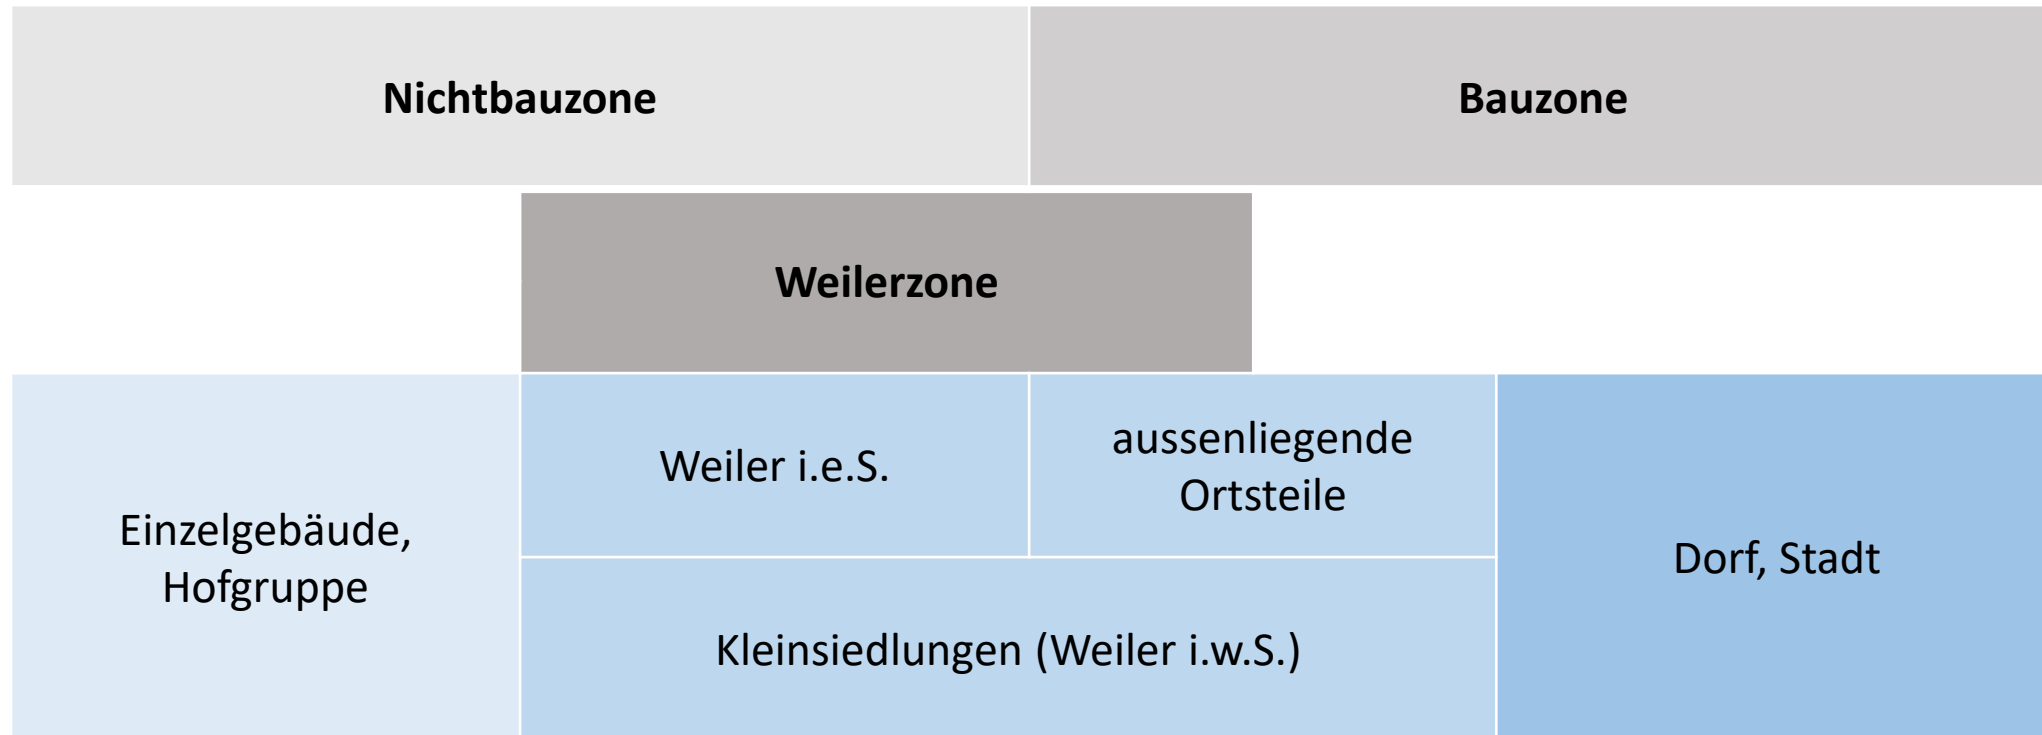 Nichtbauzone
Bauzone
Weilerzone
Einzelgebäude,
Hofgruppe
Weiler i.e.S.
aussenliegende
Ortsteile
Kleinsiedlungen (Weiler i.w.S.)
Dorf, Stadt